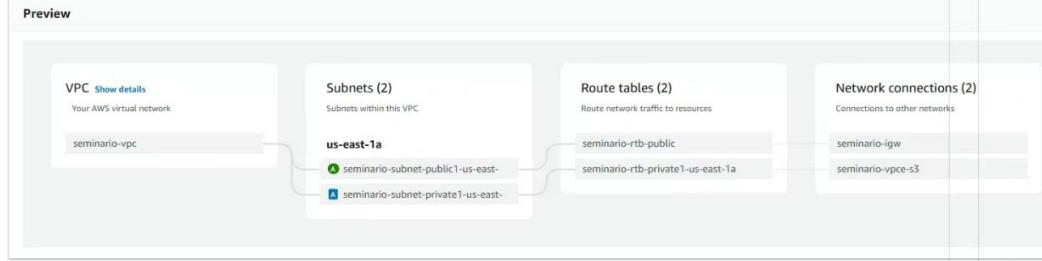 Preview
VPC Show details
Your AWS virtual network
seminario-vpc
Subnets (2)
Subnets within this VPC
us-east-1a
A seminario-subnet-public1-us-east-
A seminario-subnet-private1-us-east-
Route tables (2)
Route network traffic to resources
seminario-rtb-public
seminario-rtb-private1-us-east-1a
Network connections (2)
Connections to other networks
seminario-igw
seminario-vpce-s3